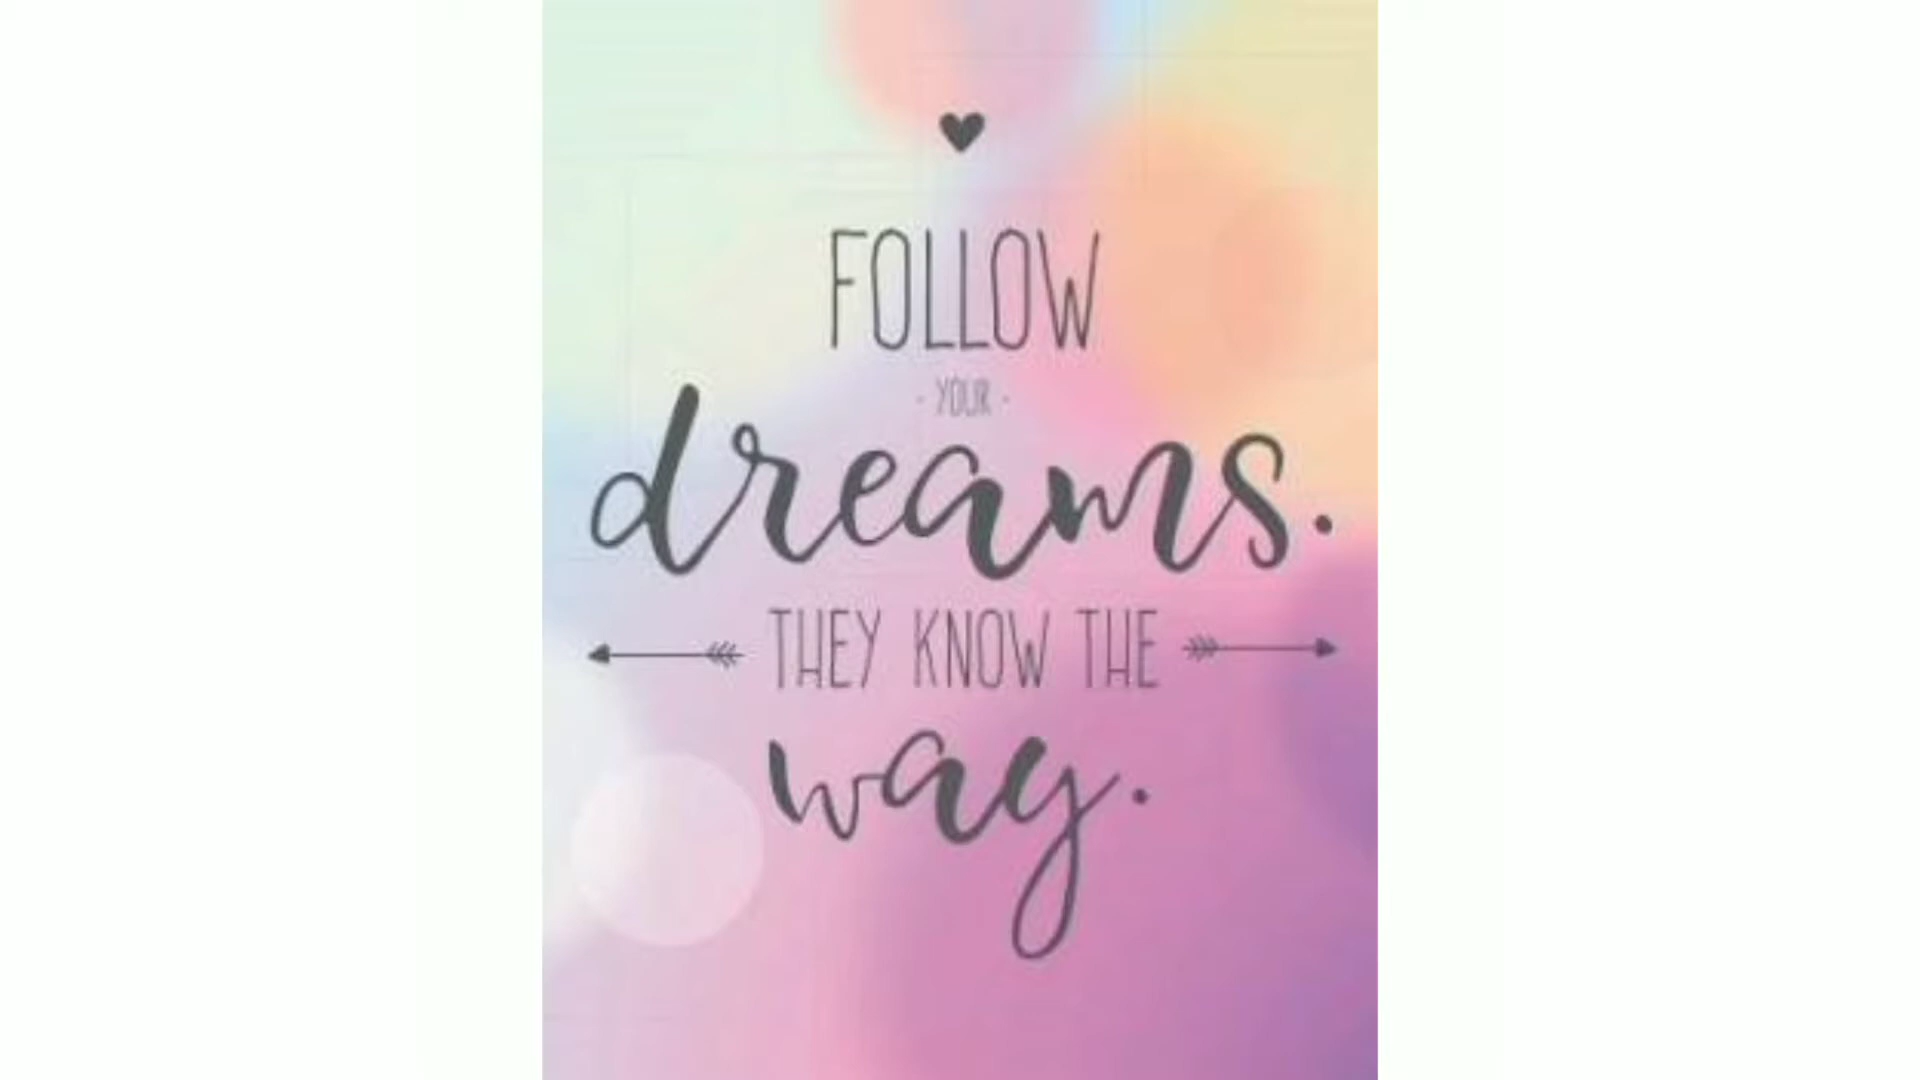 FOLLOW
· YOUR ·
dreams.
THEY KNOW THE
way.